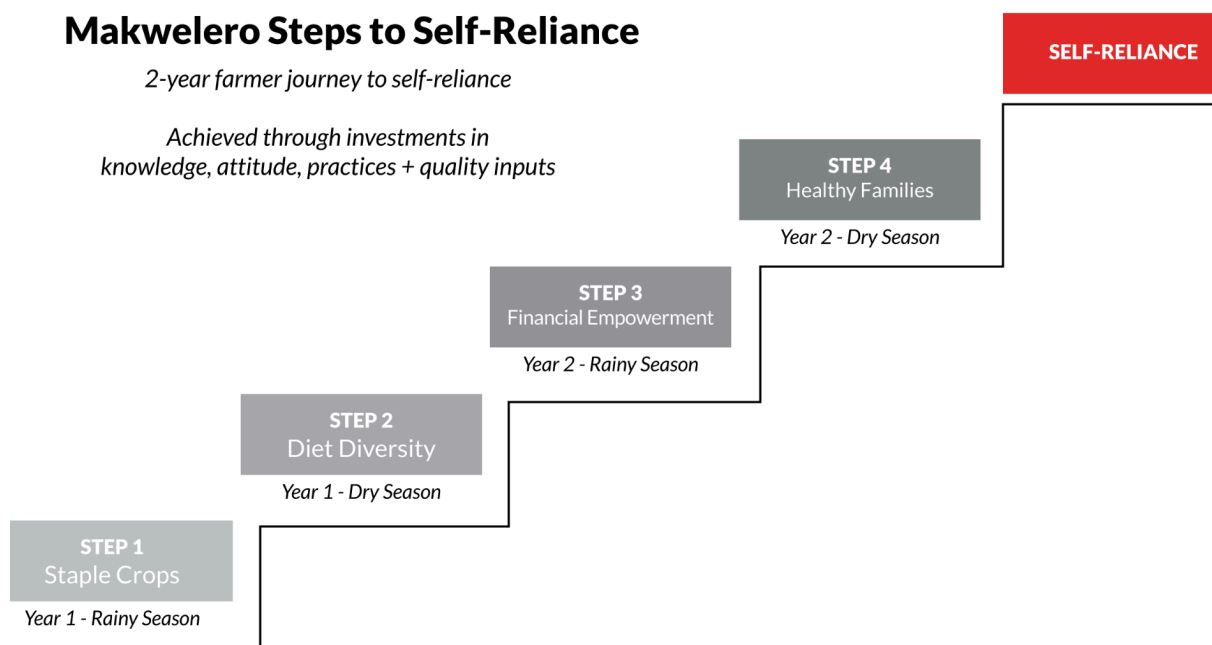 Makwelero Steps to Self-Reliance
2-year farmer journey to self-reliance
Achieved through investments in
knowledge, attitude, practices + quality inputs
SELF-RELIANCE
STEP 4
Healthy Families
Year 2 - Dry Season
STEP 3
Financial Empowerment
Year 2 - Rainy Season
STEP 2
Diet Diversity
Year 1 - Dry Season
STEP 1
Staple Crops
Year 1 - Rainy Season